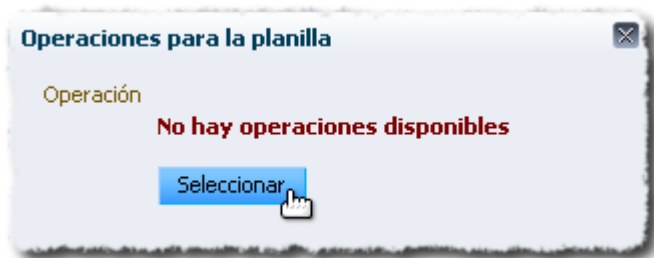 Operaciones para la planilla
Operación
No hay operaciones disponibles
Seleccionar